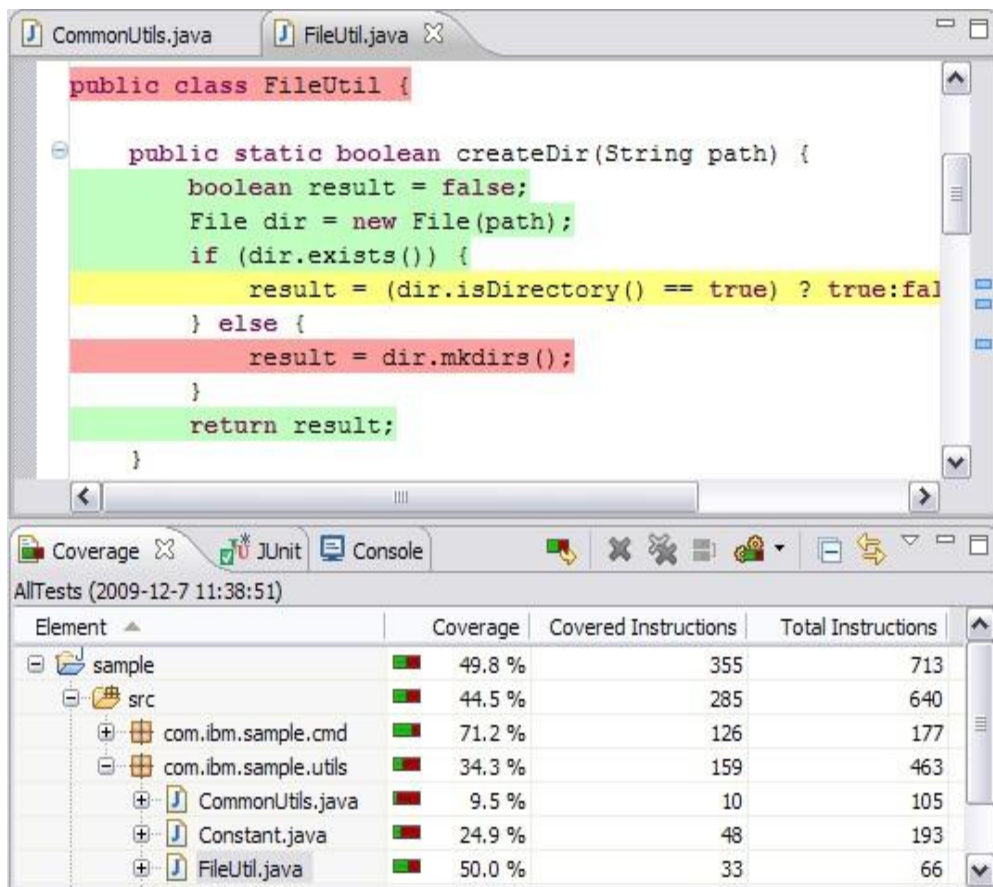 CommonUtils.java FileUtil.java
public class FileUtil {
public static boolean createDir(String path) {
boolean result = false;
File dir = new File(path);
if (dir.exists()) {
result = (dir.isDirectory() == true) ? true:fal
} else {
result = dir.mkdirs();
}
return result;
}
Coverage JUnit Console
AllTests (2009-12-7 11:38:51)
Element Coverage Covered Instructions Total Instructions
sample 49.8 % 355 713
src 44.5 % 285 640
com.ibm.sample.cmd 71.2 % 126 177
com.ibm.sample.utils 34.3 % 159 463
CommonUtils.java 9.5 % 10 105
Constant.java 24.9 % 48 193
FileUtil.java 50.0 % 33 66